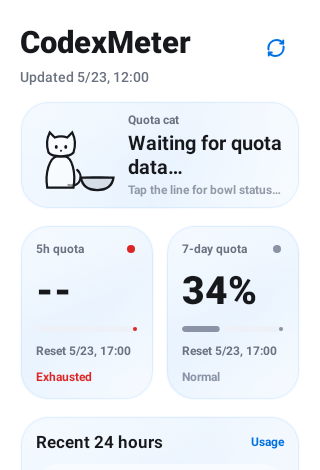 CodexMeter
Updated 5/23, 12:00
Quota cat
Waiting for quota
data…
Tap the line for bowl status…
5h quota
--
Reset 5/23, 17:00
Exhausted
7-day quota
34%
Reset 5/23, 17:00
Normal
Recent 24 hours
Usage